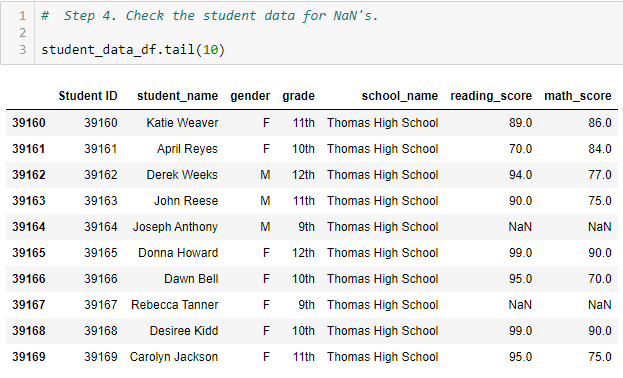 1 # Step 4. Check the student data for NaN's.
2
3 student_data_df.tail(10)
Student ID student_name gender grade school_name reading_score math_score
39160 39160 Katie Weaver F 11th Thomas High School 89.0 86.0
39161 39161 April Reyes F 10th Thomas High School 70.0 84.0
39162 39162 Derek Weeks M 12th Thomas High School 94.0 77.0
39163 39163 John Reese M 11th Thomas High School 90.0 75.0
39164 39164 Joseph Anthony M 9th Thomas High School NaN NaN
39165 39165 Donna Howard F 12th Thomas High School 99.0 90.0
39166 39166 Dawn Bell F 10th Thomas High School 95.0 70.0
39167 39167 Rebecca Tanner F 9th Thomas High School NaN NaN
39168 39168 Desiree Kidd F 10th Thomas High School 99.0 90.0
39169 39169 Carolyn Jackson F 11th Thomas High School 95.0 75.0